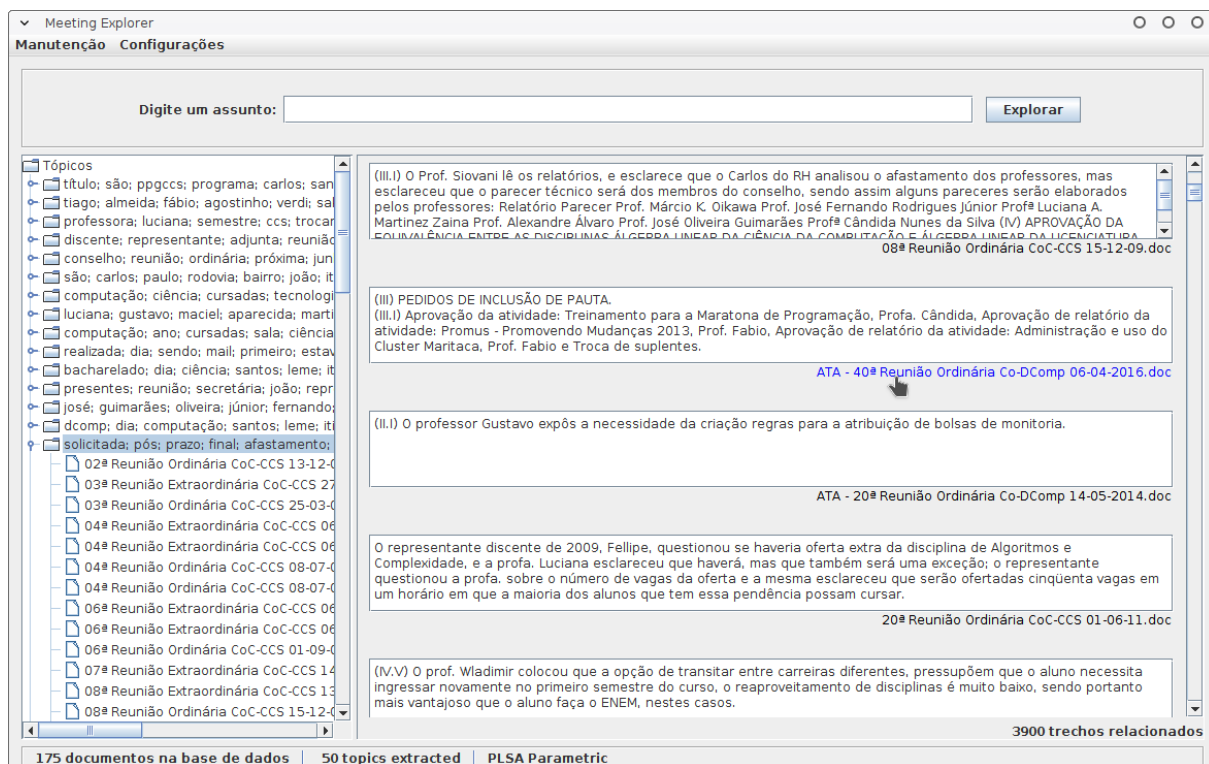 Meeting Explorer
Manutenção Configurações
Digite um assunto:
Explorar
Tópicos
título; são; ppgccs; programa; carlos; san
tiago; almeida; fábio; agostinho; verdi; sal
professora; luciana; semestre; ccs; trocar
discente; representante; adjunta; reunião
conselho; reunião; ordinária; próxima; jun
são; carlos; paulo; rodovia; bairro; joão; it
computação; ciência; cursadas; tecnologi
luciana; gustavo; maciel; aparecida; marti
computação; ano; cursadas; sala; ciência
realizada; dia; sendo; mail; primeiro; estav
bacharelado; dia; ciência; santos; leme; it
presentes; reunião; secretária; joão; repr
josé; guimarães; oliveira; júnior; fernando;
dcomp; dia; computação; santos; leme; iti
solicitada; pós; prazo; final; afastamento;
02ª Reunião Ordinária CoC-CCS 13-12-0
03ª Reunião Extraordinária CoC-CCS 27
03ª Reunião Ordinária CoC-CCS 25-03-0
04ª Reunião Extraordinária CoC-CCS 06
04ª Reunião Extraordinária CoC-CCS 06
04ª Reunião Ordinária CoC-CCS 08-07-0
04ª Reunião Ordinária CoC-CCS 08-07-0
06ª Reunião Extraordinária CoC-CCS 06
06ª Reunião Extraordinária CoC-CCS 06
06ª Reunião Ordinária CoC-CCS 01-09-0
07ª Reunião Extraordinária CoC-CCS 14
08ª Reunião Extraordinária CoC-CCS 13
08ª Reunião Ordinária CoC-CCS 15-12-0
(III.I) O Prof. Siovani lê os relatórios, e esclarece que o Carlos do RH analisou o afastamento dos professores, mas
esclareceu que o parecer técnico será dos membros do conselho, sendo assim alguns pareceres serão elaborados
pelos professores: Relatório Parecer Prof. Márcio K. Oikawa Prof. José Fernando Rodrigues Júnior Profª Luciana A.
Martinez Zaina Prof. Alexandre Álvaro Prof. José Oliveira Guimarães Profª Cândida Nunes da Silva (IV) APROVAÇÃO DA
EQUIVALÊNCIA ENTRE AS DISCIPLINAS ÁLGEBRA LINEAR DA CIÊNCIA DA COMPUTAÇÃO E ÁLGEBRA LINEAR DA LICENCIATURA
08ª Reunião Ordinária CoC-CCS 15-12-09.doc
(III) PEDIDOS DE INCLUSÃO DE PAUTA.
(III.I) Aprovação da atividade: Treinamento para a Maratona de Programação, Profa. Cândida, Aprovação de relatório da
atividade: Promus - Promovendo Mudanças 2013, Prof. Fabio, Aprovação de relatório da atividade: Administração e uso do
Cluster Maritaca, Prof. Fabio e Troca de suplentes.
ATA - 40ª Reunião Ordinária Co-DComp 06-04-2016.doc
(II.I) O professor Gustavo expôs a necessidade da criação regras para a atribuição de bolsas de monitoria.
ATA - 20ª Reunião Ordinária Co-DComp 14-05-2014.doc
O representante discente de 2009, Fellipe, questionou se haveria oferta extra da disciplina de Algoritmos e
Complexidade, e a profa. Luciana esclareceu que haverá, mas que também será uma exceção; o representante
questionou a profa. sobre o número de vagas da oferta e a mesma esclareceu que serão ofertadas cinqüenta vagas em
um horário em que a maioria dos alunos que tem essa pendência possam cursar.
20ª Reunião Ordinária CoC-CCS 01-06-11.doc
(IV.V) O prof. Wladimir colocou que a opção de transitar entre carreiras diferentes, pressupõem que o aluno necessita
ingressar novamente no primeiro semestre do curso, o reaproveitamento de disciplinas é muito baixo, sendo portanto
mais vantajoso que o aluno faça o ENEM, nestes casos.
3900 trechos relacionados
175 documentos na base de dados 50 topics extracted PLSA Parametric